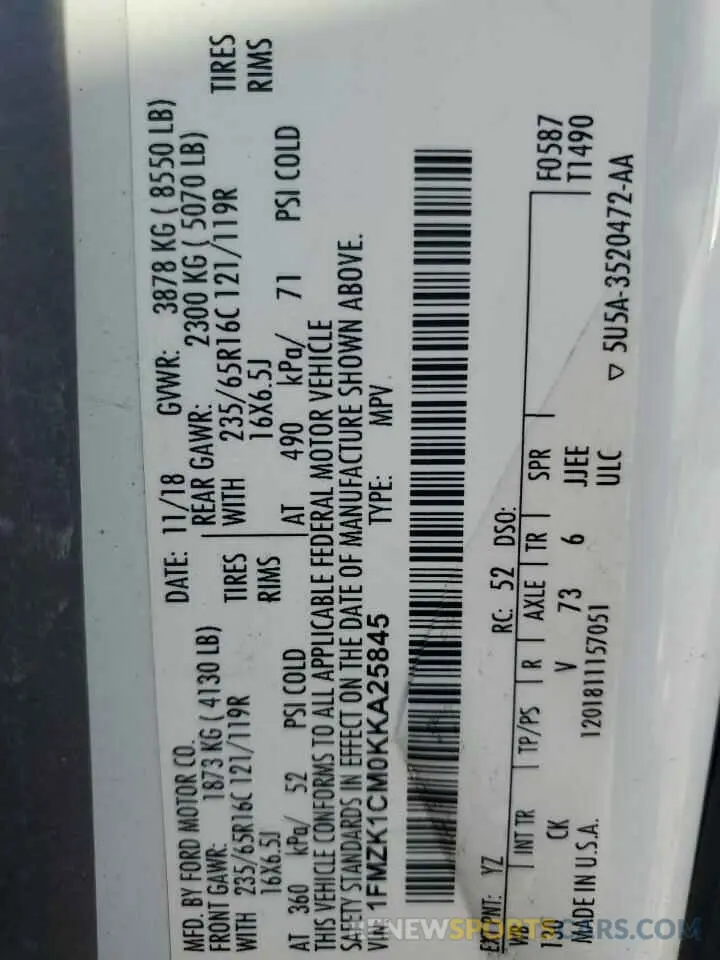 MFD. BY FORD MOTOR CO. DATE: 11/18 GVWR: 3878 KG ( 8550 LB)
FRONT GAWR: 1873 KG ( 4130 LB) REAR GAWR: 2300 KG ( 5070 LB)
WITH 235/65R16C 121/119R TIRES WITH 235/65R16C 121/119R TIRES
16X6.5J RIMS 16X6.5J RIMS
AT 360 kPa/ 52 PSI COLD AT 490 kPa/ 71 PSI COLD
THIS VEHICLE CONFORMS TO ALL APPLICABLE FEDERAL MOTOR VEHICLE
SAFETY STANDARDS IN EFFECT ON THE DATE OF MANUFACTURE SHOWN ABOVE.
VIN: 1FMZK1CM0KKA25845 TYPE: MPV
EXT PNT: YZ RC: 52 DSO:
WB INT TR TP/PS R AXLE TR SPR F0587
CK V 73 6 JJEE T1490
MADE IN U.S.A. 1201811157051 ULC
5U5A-3520472-AA
RENEWSPORTSCARS.COM